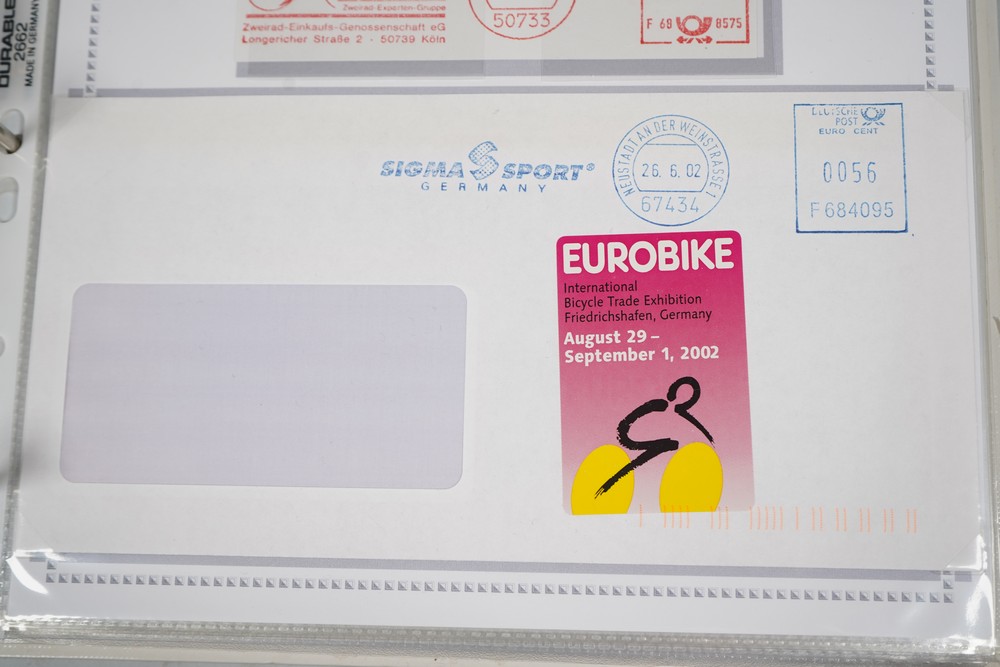 DURABLE
2662
MADE IN GERMANY
Zweirad-Experten-Gruppe
Zweirad-Einkaufs-Genossenschaft eG
Longericher Straße 2 - 50739 Köln
50733
F 68 8575
SIGMA SPORT®
GERMANY
NEUSTADT AN DER WEINSTRASSE 1
26. 6. 02
67434
DEUTSCHE
POST
EURO CENT
0056
F684095
EUROBIKE
International
Bicycle Trade Exhibition
Friedrichshafen, Germany
August 29 –
September 1, 2002